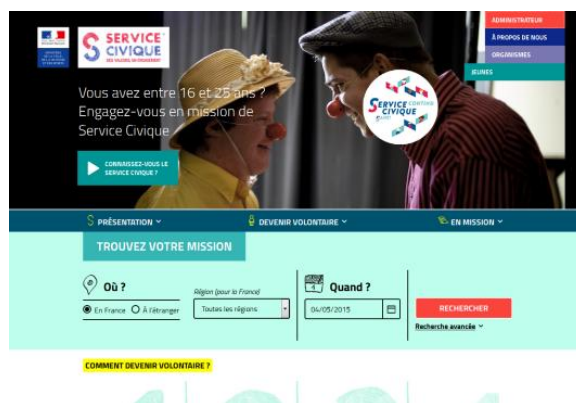 SERVICE
CIVIQUE
ADMINISTRATEUR
À PROPOS DE NOUS
ORGANISMES
JEUNES
Vous avez entre 16 et 25 ans ?
Engagez-vous en mission de
Service Civique
SERVICE
CIVIQUE
CONNAISSEZ-VOUS LE
SERVICE CIVIQUE ?
PRÉSENTATION
DEVENIR VOLONTAIRE
EN MISSION
TROUVEZ VOTRE MISSION
Où ?
En France
À l'étranger
Région (pour la France)
Toutes les régions
Quand ?
04/05/2015
RECHERCHER
Recherche avancée
COMMENT DEVENIR VOLONTAIRE ?